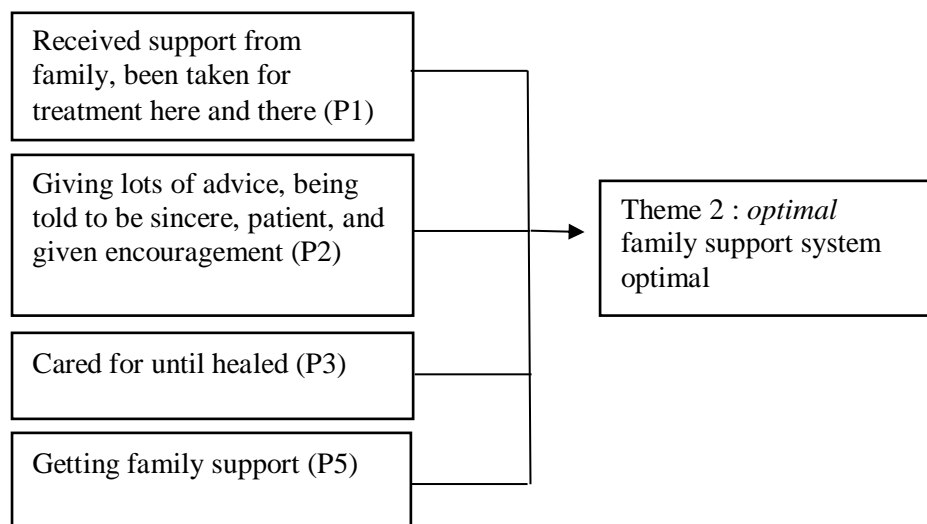 Received support from
family, been taken for
treatment here and there (P1)
Giving lots of advice, being
told to be sincere, patient, and
given encouragement (P2)
Cared for until healed (P3)
Getting family support (P5)
Theme 2 : optimal
family support system
optimal